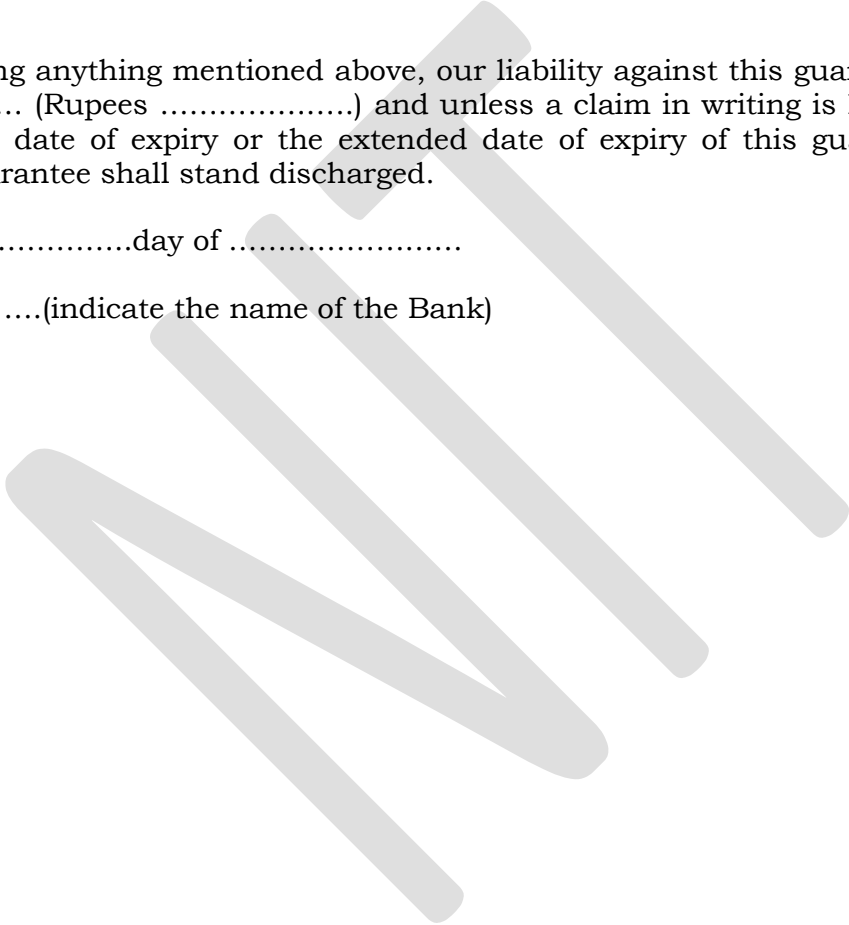 ng anything mentioned above, our liability against this guar
… (Rupees ………………..) and unless a claim in writing is
date of expiry or the extended date of expiry of this gu
rantee shall stand discharged.
……………day of ……………………
….(indicate the name of the Bank)
NIT